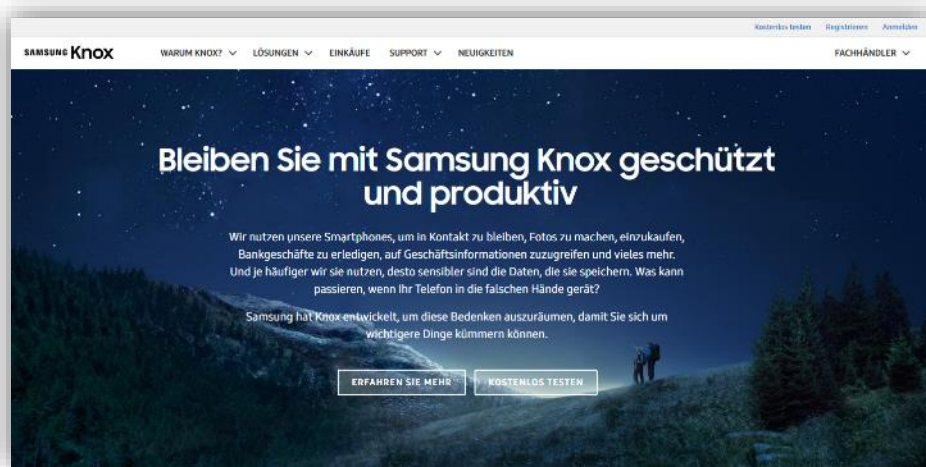 Kostenlos testen Registrieren Anmelden
SAMSUNG Knox WARUM KNOX? LÖSUNGEN EINKÄUFE SUPPORT NEUIGKEITEN FACHHÄNDLER
Bleiben Sie mit Samsung Knox geschützt
und produktiv
Wir nutzen unsere Smartphones, um in Kontakt zu bleiben, Fotos zu machen, einzukaufen,
Bankgeschäfte zu erledigen, auf Geschäftsinformationen zuzugreifen und vieles mehr.
Und je häufiger wir sie nutzen, desto sensibler sind die Daten, die sie speichern. Was kann
passieren, wenn Ihr Telefon in die falschen Hände gerät?
Samsung hat Knox entwickelt, um diese Bedenken auszuräumen, damit Sie sich um
wichtigere Dinge kümmern können.
ERFAHREN SIE MEHR KOSTENLOS TESTEN